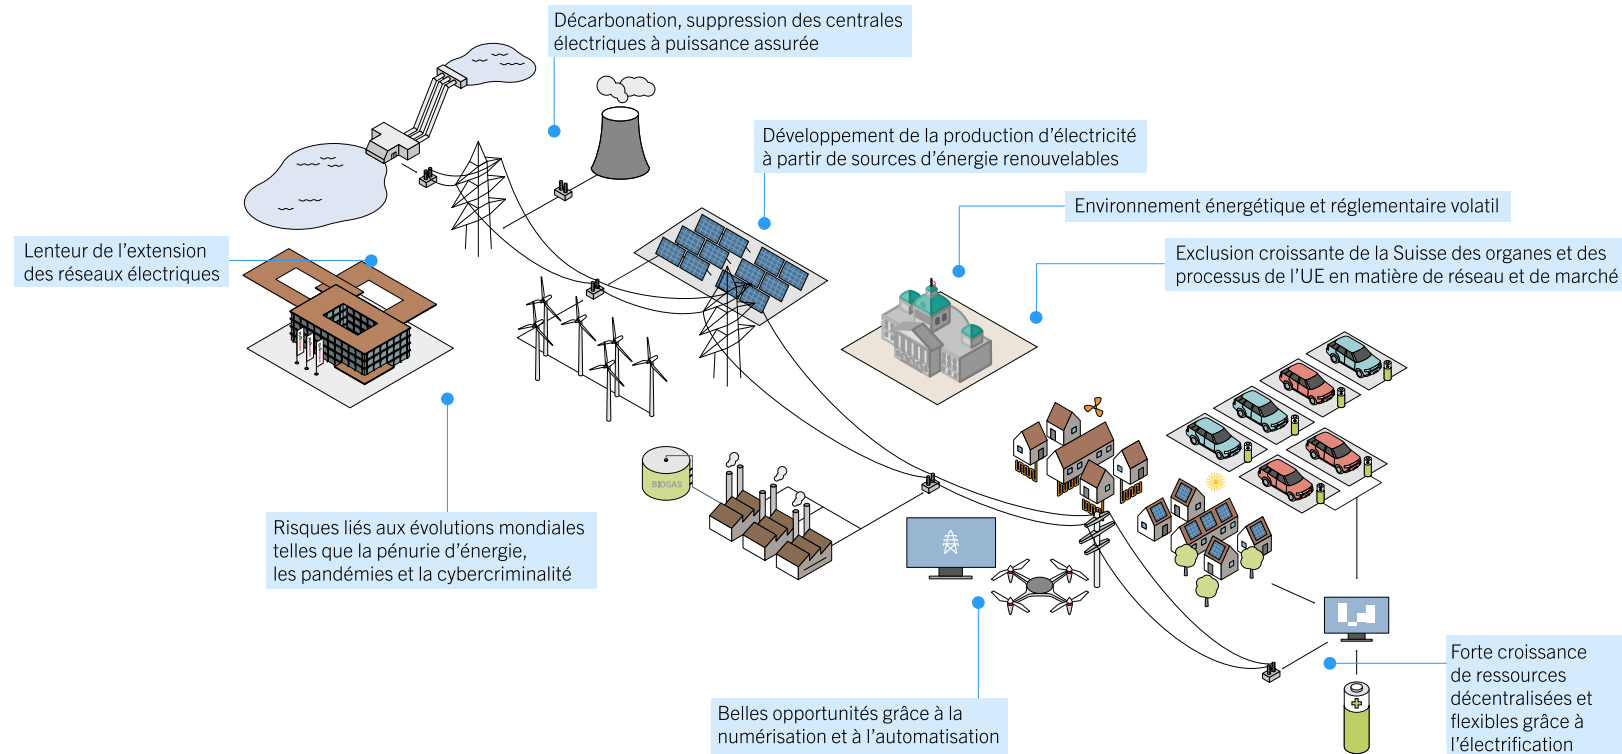 Décarbonation, suppression des centrales
électriques à puissance assurée
Développement de la production d’électricité
à partir de sources d’énergie renouvelables
Environnement énergétique et réglementaire volatil
Lenteur de l’extension
des réseaux électriques
Exclusion croissante de la Suisse des organes et des
processus de l’UE en matière de réseau et de marché
BIOGAS
Risques liés aux évolutions mondiales
telles que la pénurie d’énergie,
les pandémies et la cybercriminalité
Belles opportunités grâce à la
numérisation et à l’automatisation
Forte croissance
de ressources
décentralisées et
flexibles grâce à
l’électrification